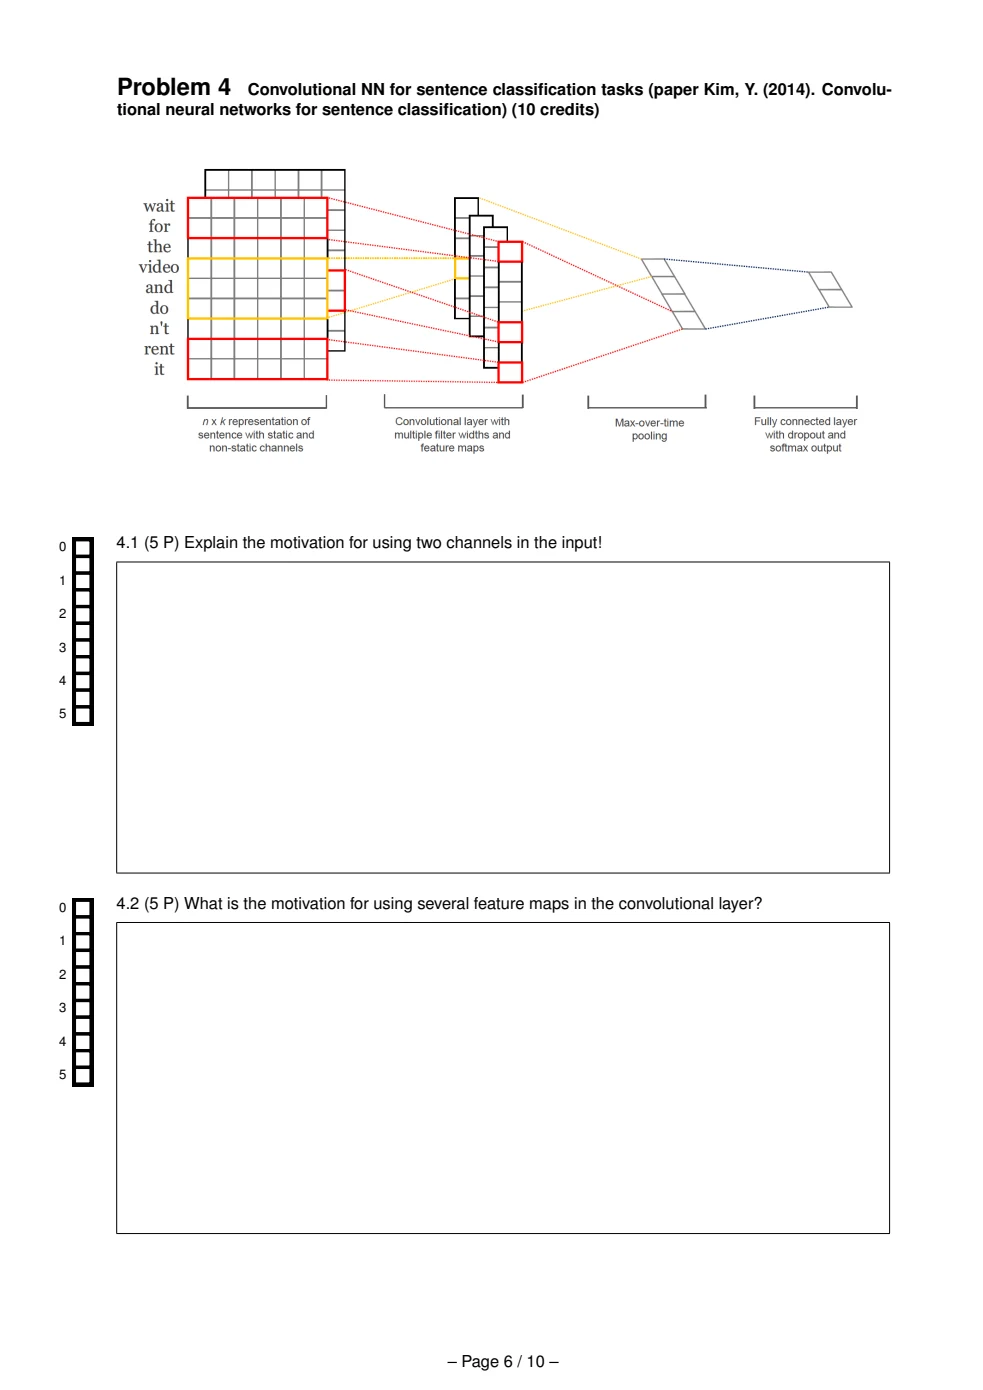 Problem 4 Convolutional NN for sentence classification tasks (paper Kim, Y. (2014). Convolu-
tional neural networks for sentence classification) (10 credits)
wait
for
the
video
and
do
n't
rent
it
n x k representation of
sentence with static and
non-static channels
Convolutional layer with
multiple filter widths and
feature maps
Max-over-time
pooling
Fully connected layer
with dropout and
softmax output
0
1
2
3
4
5
4.1 (5 P) Explain the motivation for using two channels in the input!
0
1
2
3
4
5
4.2 (5 P) What is the motivation for using several feature maps in the convolutional layer?
– Page 6 / 10 –